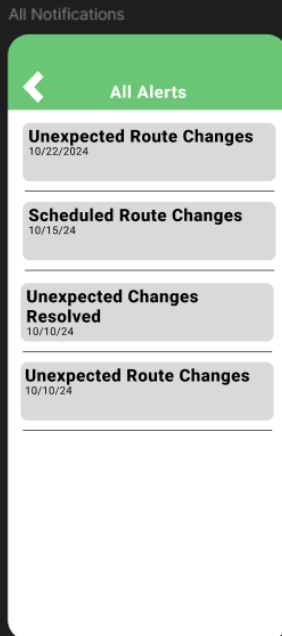 All Notifications
All Alerts
Unexpected Route Changes
10/22/2024
Scheduled Route Changes
10/15/24
Unexpected Changes
Resolved
10/10/24
Unexpected Route Changes
10/10/24